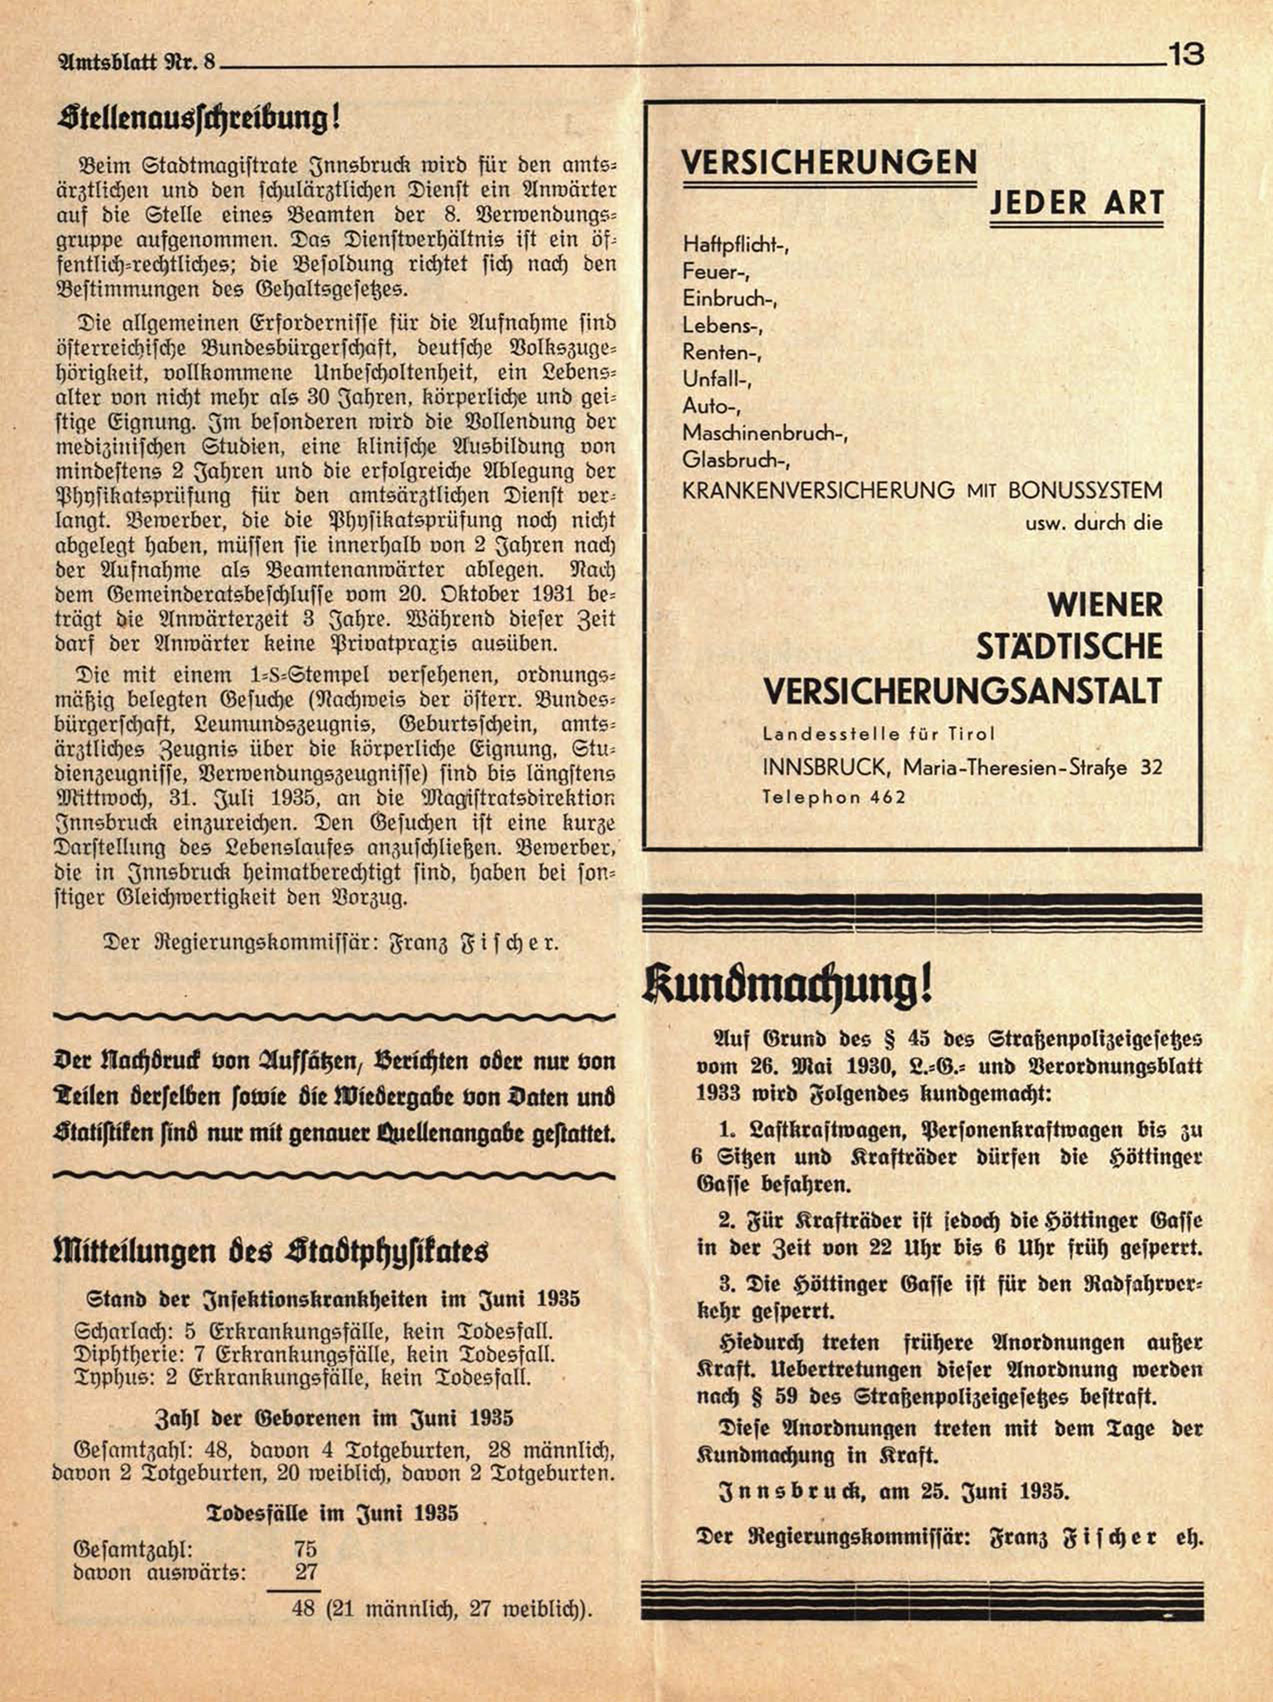 Amtsblatt Nr. 8
13
Stellenausschreibung!
Beim Stadtmagistrate Innsbruck wird für den amts-
ärztlichen und den schulärztlichen Dienst ein Anwärter
auf die Stelle eines Beamten der 8. Verwendungs-
gruppe aufgenommen. Das Dienstverhältnis ist ein öf-
fentlich-rechtliches; die Besoldung richtet sich nach den
Bestimmungen des Gehaltsgesetzes.
Die allgemeinen Erfordernisse für die Aufnahme sind
österreichische Bundesbürgerschaft, deutsche Volkszuge-
hörigkeit, vollkommene Unbescholtenheit, ein Lebens-
alter von nicht mehr als 30 Jahren, körperliche und gei-
stige Eignung. Im besonderen wird die Vollendung der
medizinischen Studien, eine klinische Ausbildung von
mindestens 2 Jahren und die erfolgreiche Ablegung der
Physikatsprüfung für den amtsärztlichen Dienst ver-
langt. Bewerber, die die Physikatsprüfung noch nicht
abgelegt haben, müssen sie innerhalb von 2 Jahren nach
der Aufnahme als Beamtenanwärter ablegen. Nach
dem Gemeinderatsbeschlusse vom 20. Oktober 1931 be-
trägt die Anwärterzeit 3 Jahre. Während dieser Zeit
darf der Anwärter keine Privatpraxis ausüben.
Die mit einem 1-S-Stempel versehenen, ordnungs-
mäßig belegten Gesuche (Nachweis der österr. Bundes-
bürgerschaft, Leumundszeugnis, Geburtsschein, amts-
ärztliches Zeugnis über die körperliche Eignung, Stu-
dienzeugnisse, Verwendungszeugnisse) sind bis längstens
Mittwoch, 31. Juli 1935, an die Magistratsdirektion
Innsbruck einzureichen. Den Gesuchen ist eine kurze
Darstellung des Lebenslaufes anzuschließen. Bewerber,
die in Innsbruck heimatberechtigt sind, haben bei son-
stiger Gleichwertigkeit den Vorzug.
Der Regierungskommissär: Franz Fischer.
Der Nachdruck von Aufsätzen, Berichten oder nur von
Teilen derselben sowie die Wiedergabe von Daten und
Statistiken sind nur mit genauer Quellenangabe gestattet.
Mitteilungen des Stadtphysikates
Stand der Infektionskrankheiten im Juni 1935
Scharlach: 5 Erkrankungsfälle, kein Todesfall.
Diphtherie: 7 Erkrankungsfälle, kein Todesfall.
Typhus: 2 Erkrankungsfälle, kein Todesfall.
Zahl der Geborenen im Juni 1935
Gesamtzahl: 48, davon 4 Totgeburten, 28 männlich,
davon 2 Totgeburten, 20 weiblich, davon 2 Totgeburten.
Todesfälle im Juni 1935
Gesamtzahl: 75
davon auswärts: 27
48 (21 männlich, 27 weiblich).
VERSICHERUNGEN
JEDER ART
Haftpflicht-,
Feuer-,
Einbruch-,
Lebens-,
Renten-,
Unfall-,
Auto-,
Maschinenbruch-,
Glasbruch-,
KRANKENVERSICHERUNG MIT BONUSSYSTEM
usw. durch die
WIENER
STÄDTISCHE
VERSICHERUNGSANSTALT
Landesstelle für Tirol
INNSBRUCK, Maria-Theresien-Straße 32
Telephon 462
Kundmachung!
Auf Grund des § 45 des Straßenpolizeigesetzes
vom 26. Mai 1930, L.-G.- und Verordnungsblatt
1933 wird Folgendes kundgemacht:
1. Lastkraftwagen, Personenkraftwagen bis zu
6 Sitzen und Krafträder dürfen die Höttinger
Gasse befahren.
2. Für Krafträder ist jedoch die Höttinger Gasse
in der Zeit von 22 Uhr bis 6 Uhr früh gesperrt.
3. Die Höttinger Gasse ist für den Radfahrver-
kehr gesperrt.
Hiedurch treten frühere Anordnungen außer
Kraft. Uebertretungen dieser Anordnung werden
nach § 59 des Straßenpolizeigesetzes bestraft.
Diese Anordnungen treten mit dem Tage der
Kundmachung in Kraft.
Innsbruck, am 25. Juni 1935.
Der Regierungskommissär: Franz Fischer eh.